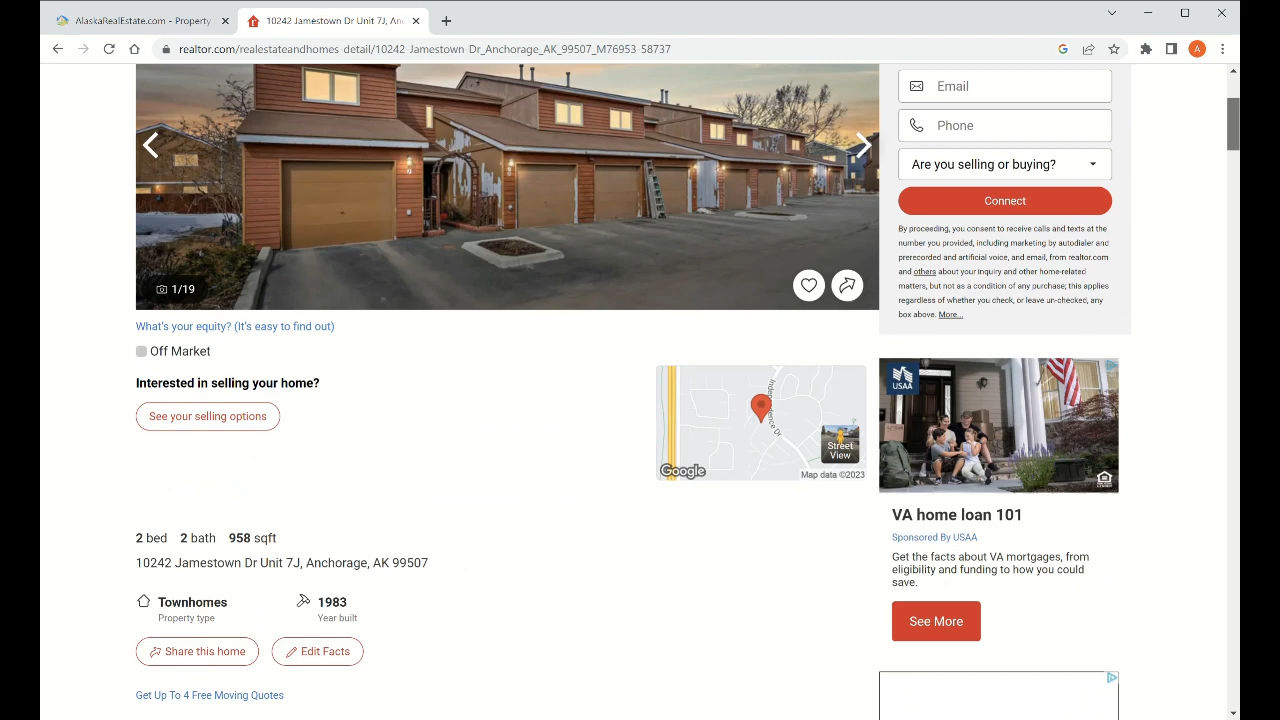 AlaskaRealEstate.com - Property
10242 Jamestown Dr Unit 7J, An
realtor.com/realestateandhomes-detail/10242-Jamestown-Dr_Anchorage_AK_99507_M76953-58737
A
Email
Phone
Are you selling or buying?
Connect
By proceeding, you consent to receive calls and texts at the
number you provided, including marketing by autodialer and
prerecorded and artificial voice, and email, from realtor.com
and others about your inquiry and other home-related
matters, but not as a condition of any purchase; this applies
regardless of whether you check, or leave un-checked, any
box above. More...
1/19
What's your equity? (It's easy to find out)
Off Market
Interested in selling your home?
See your selling options
Independence Dr
Street
View
Google
Map data ©2023
USAA
VA home loan 101
Sponsored By USAA
Get the facts about VA mortgages, from
eligibility and funding to how you could
save.
See More
2 bed 2 bath 958 sqft
10242 Jamestown Dr Unit 7J, Anchorage, AK 99507
Townhomes
Property type
1983
Year built
Share this home
Edit Facts
Get Up To 4 Free Moving Quotes